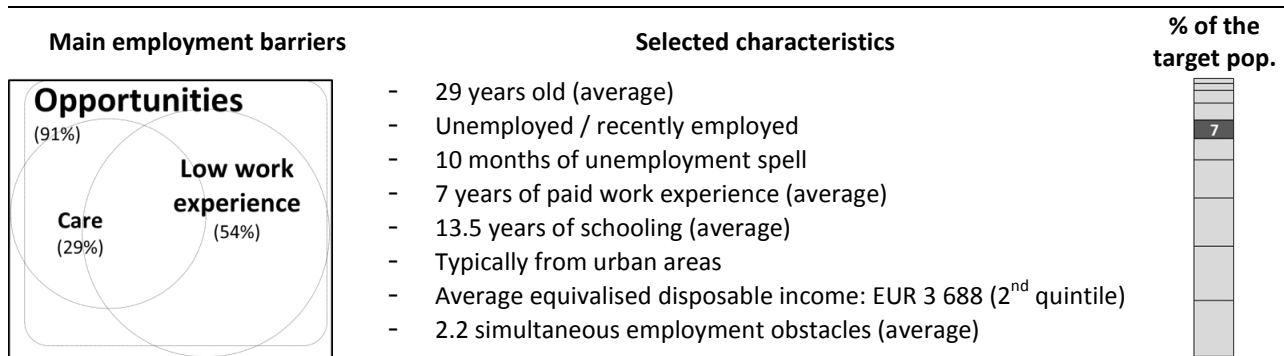 Main employment barriers
Selected characteristics
% of the
target pop.
Opportunities
(91%)
Low work
experience
(54%)
Care
(29%)
- 29 years old (average)
- Unemployed / recently employed
- 10 months of unemployment spell
- 7 years of paid work experience (average)
- 13.5 years of schooling (average)
- Typically from urban areas
- Average equivalised disposable income: EUR 3 688 (2nd quintile)
- 2.2 simultaneous employment obstacles (average)
7